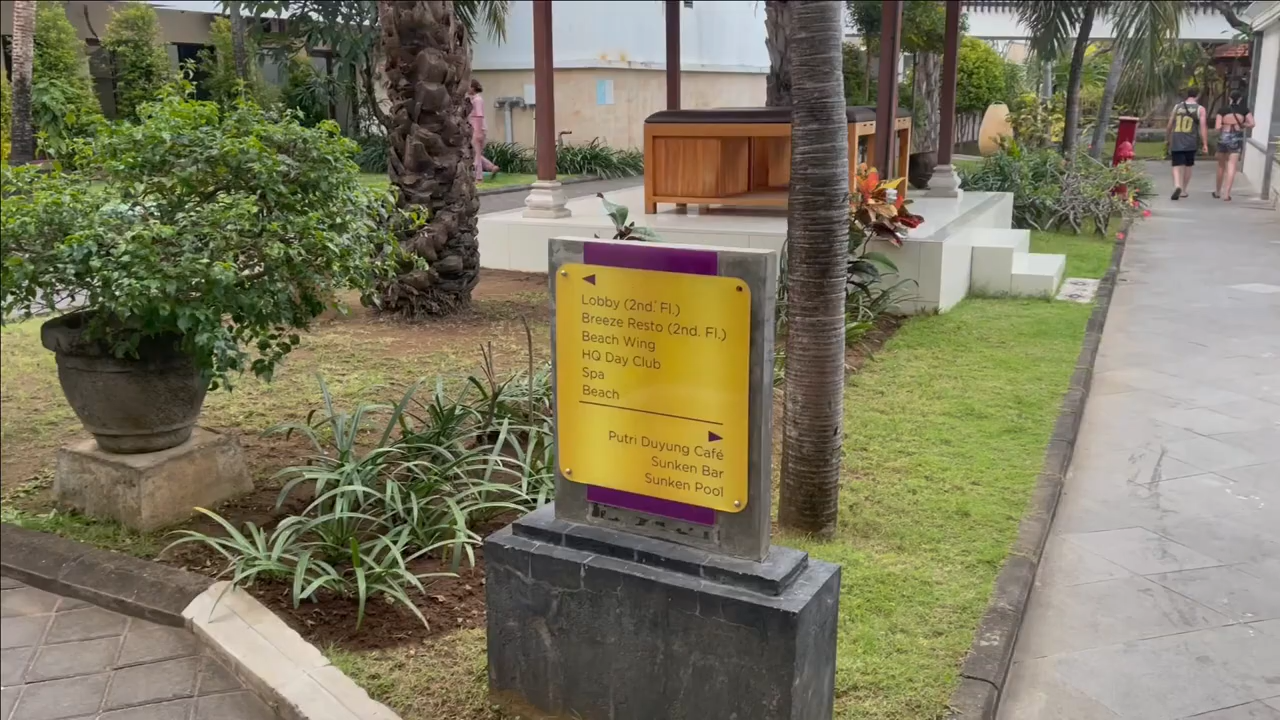 ◀
Lobby (2nd. Fl.)
Breeze Resto (2nd. Fl.)
Beach Wing
HQ Day Club
Spa
Beach
▶
Putri Duyung Café
Sunken Bar
Sunken Pool
10